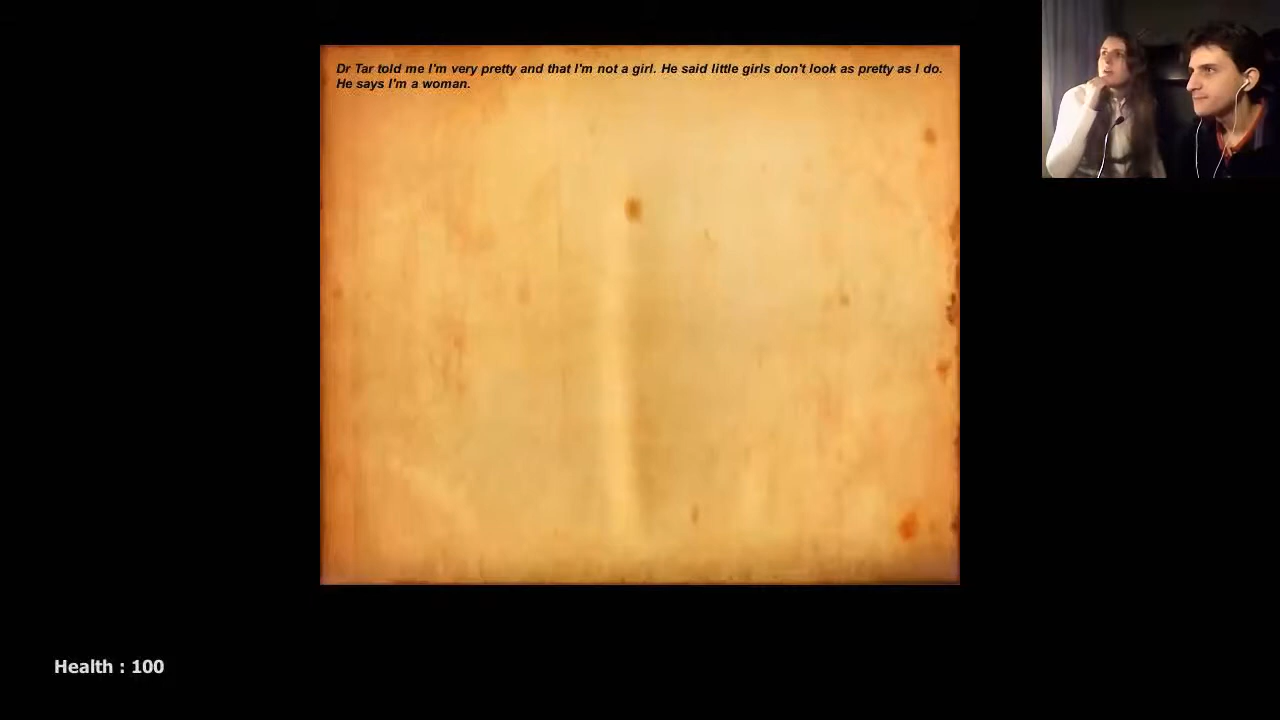 Dr Tar told me I'm very pretty and that I'm not a girl. He said little girls don't look as pretty as I do.
He says I'm a woman.
Health : 100